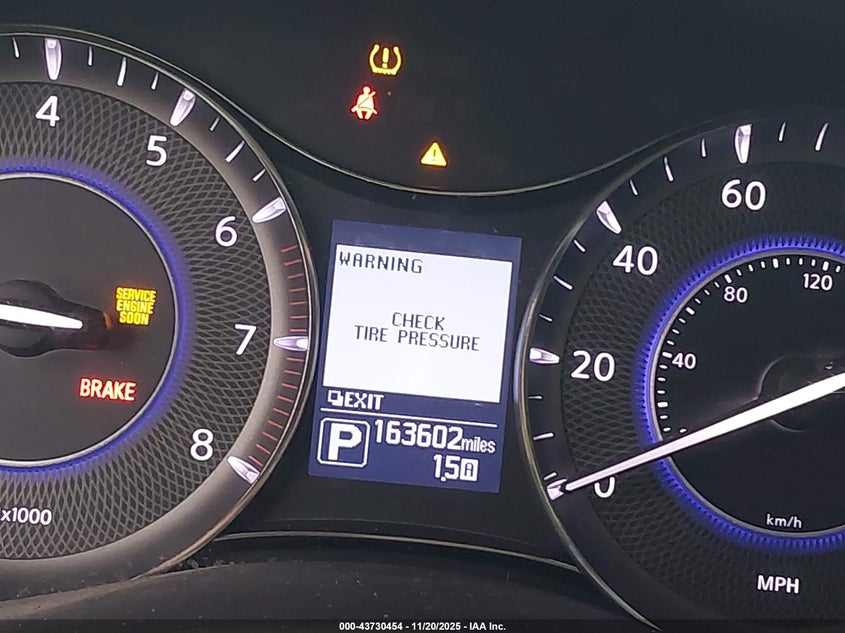 4
5
6
7
8
x1000
SERVICE
ENGINE
SOON
BRAKE
WARNING
CHECK
TIRE PRESSURE
EXIT
P 163602miles
1.5A
60
40
20
0
120
80
40
km/h
MPH
000-43730454 - 11/20/2025 - IAA Inc.